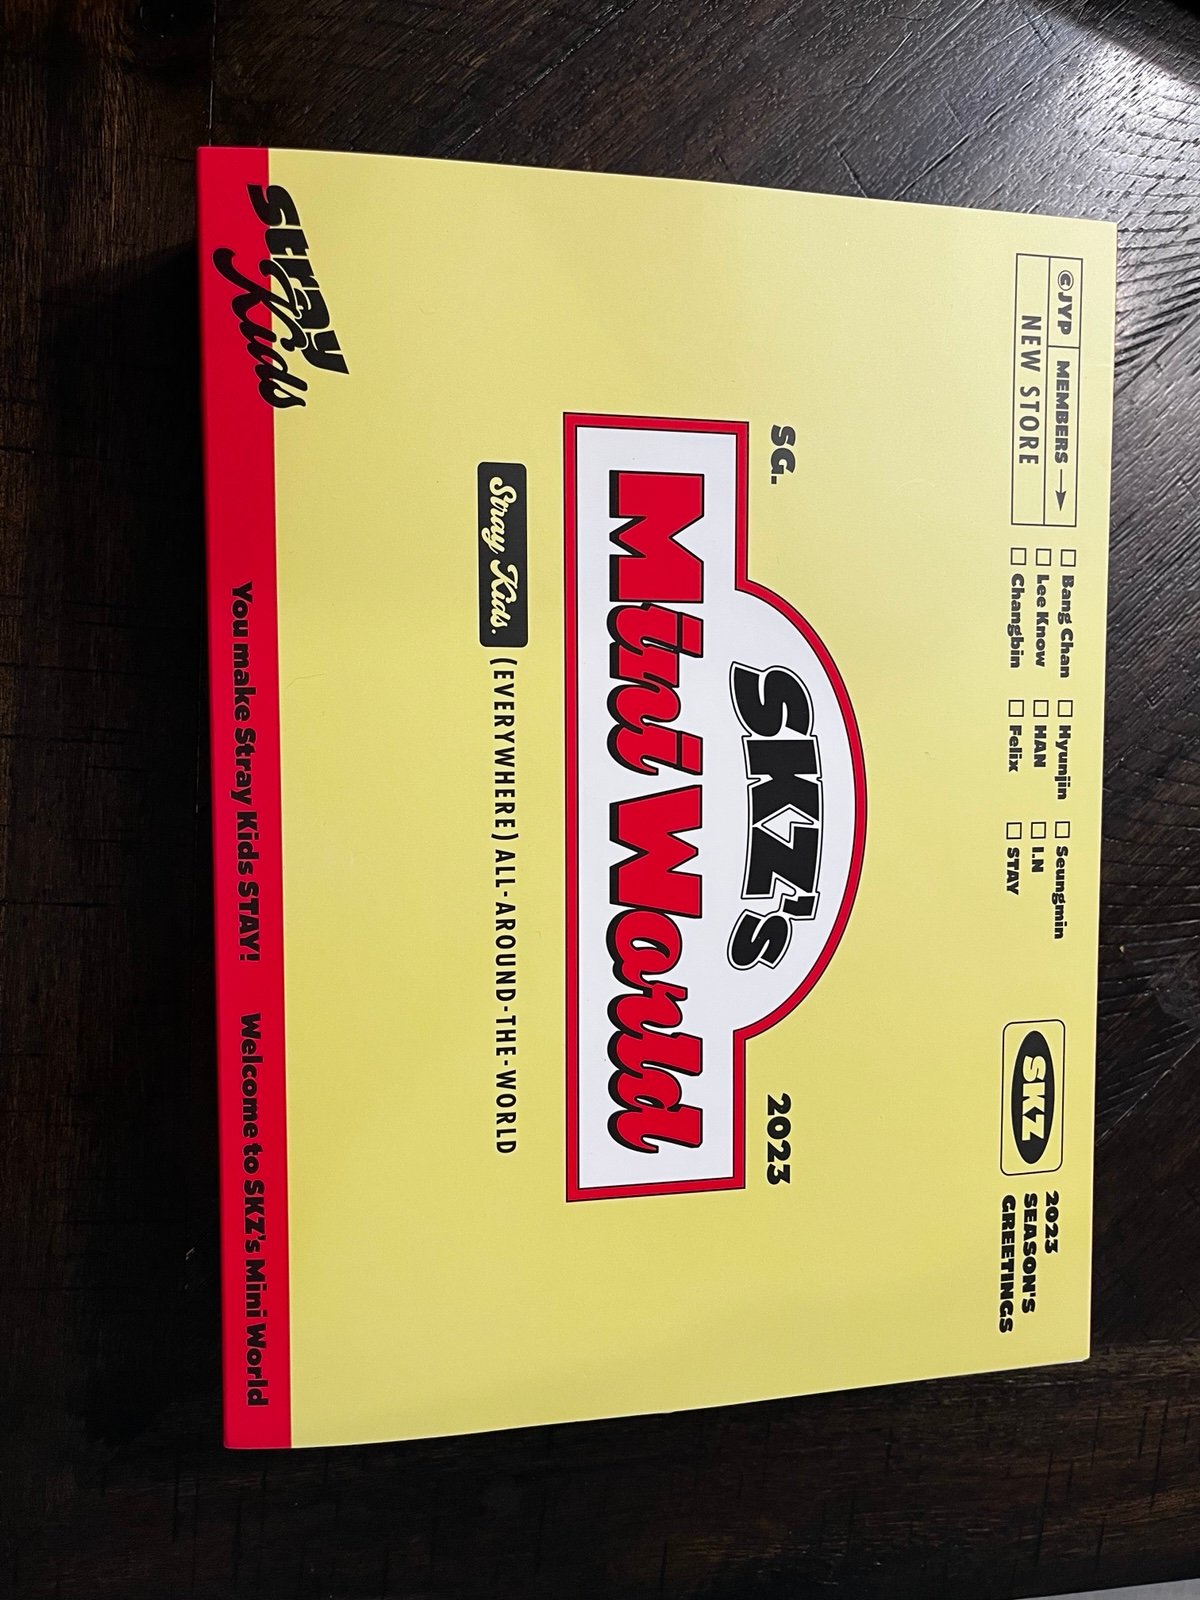 ©JYP MEMBERS →
NEW STORE
□ Bang Chan □ Hyunjin □ Seungmin
□ Lee Know □ HAN □ I.N
□ Changbin □ Felix □ STAY
SKZ
2023
SEASON'S
GREETINGS
SG. 2023
SKZ's
Mini World
Stray Kids. (EVERYWHERE) ALL-AROUND-THE-WORLD
Stray
Kids
You make Stray Kids STAY! Welcome to SKZ's Mini World